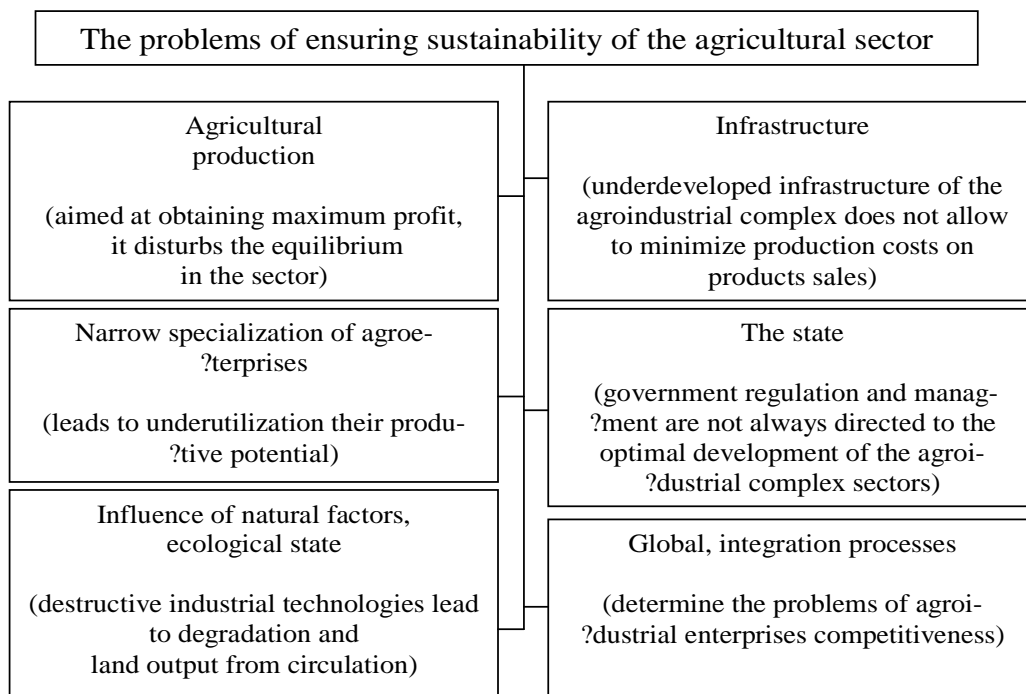 The problems of ensuring sustainability of the agricultural sector
Agricultural
production
(aimed at obtaining maximum profit,
it disturbs the equilibrium
in the sector)
Narrow specialization of agroe-
?terprises
(leads to underutilization their produ-
?tive potential)
Influence of natural factors,
ecological state
(destructive industrial technologies lead
to degradation and
land output from circulation)
Infrastructure
(underdeveloped infrastructure of the
agroindustrial complex does not allow
to minimize production costs on
products sales)
The state
(government regulation and manag-
?ment are not always directed to the
optimal development of the agroi-
?dustrial complex sectors)
Global, integration processes
(determine the problems of agroi-
?dustrial enterprises competitiveness)